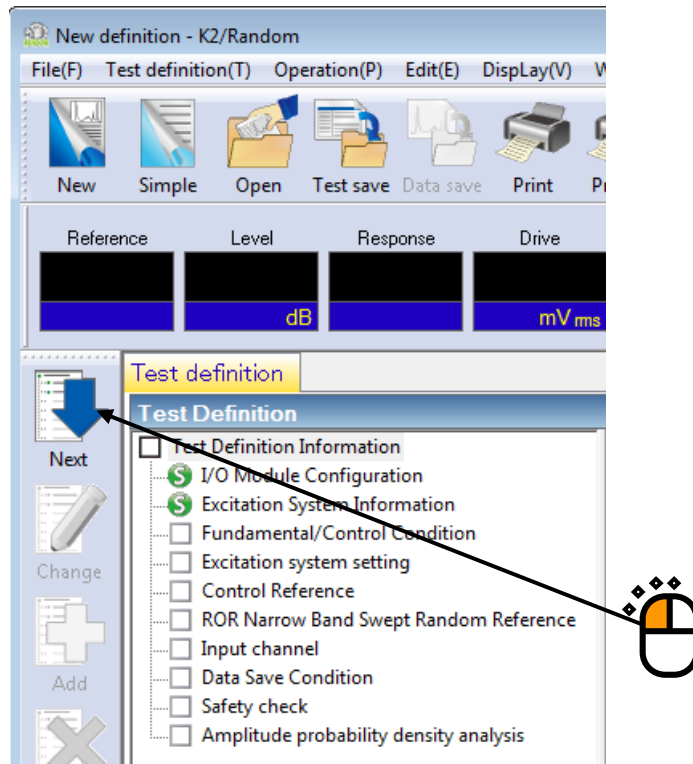 New definition - K2/Random
File(F) Test definition(T) Operation(P) Edit(E) DispLay(V)
New Simple Open Test save Data save Print
Reference Level Response Drive
dB mV rms
Test definition
Test Definition
Next
Test Definition Information
I/O Module Configuration
Excitation System Information
Fundamental/Control Condition
Excitation system setting
Change
Control Reference
ROR Narrow Band Swept Random Reference
Input channel
Add
Data Save Condition
Safety check
Amplitude probability density analysis